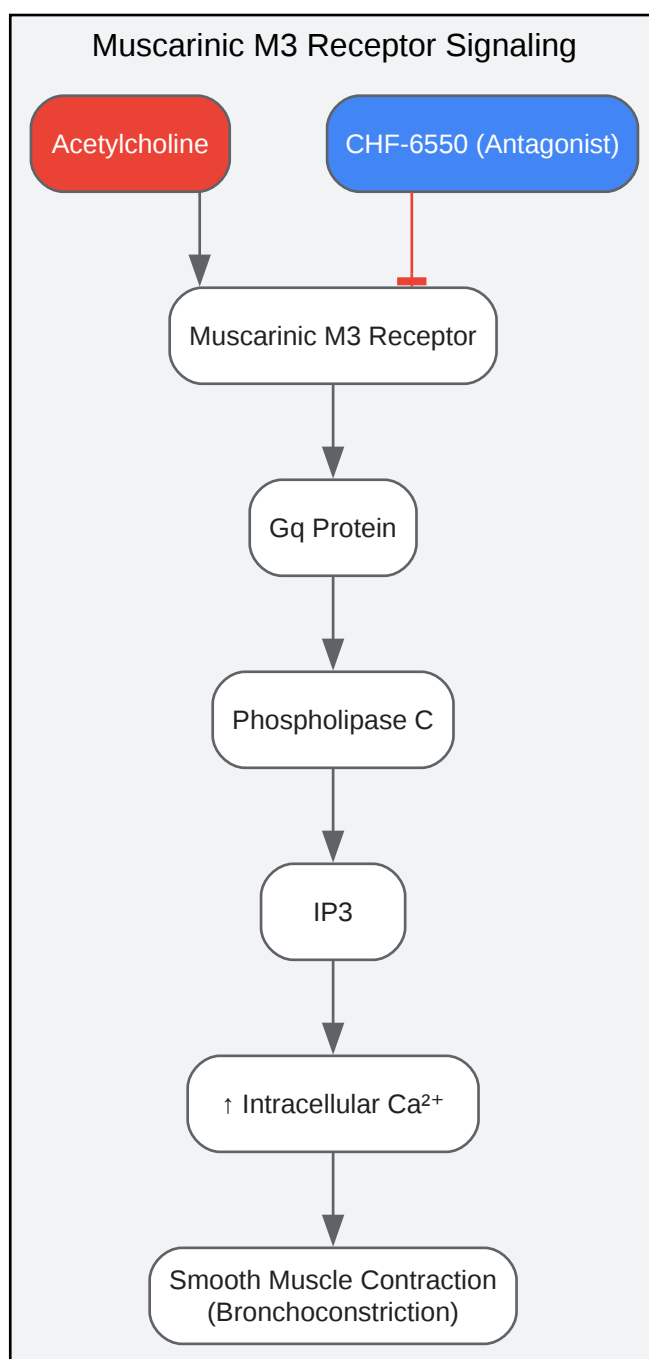 Muscarinic M3 Receptor Signaling
Acetylcholine
CHF-6550 (Antagonist)
Muscarinic M3 Receptor
Gq Protein
Phospholipase C
IP3
↑ Intracellular Ca²⁺
Smooth Muscle Contraction
(Bronchoconstriction)